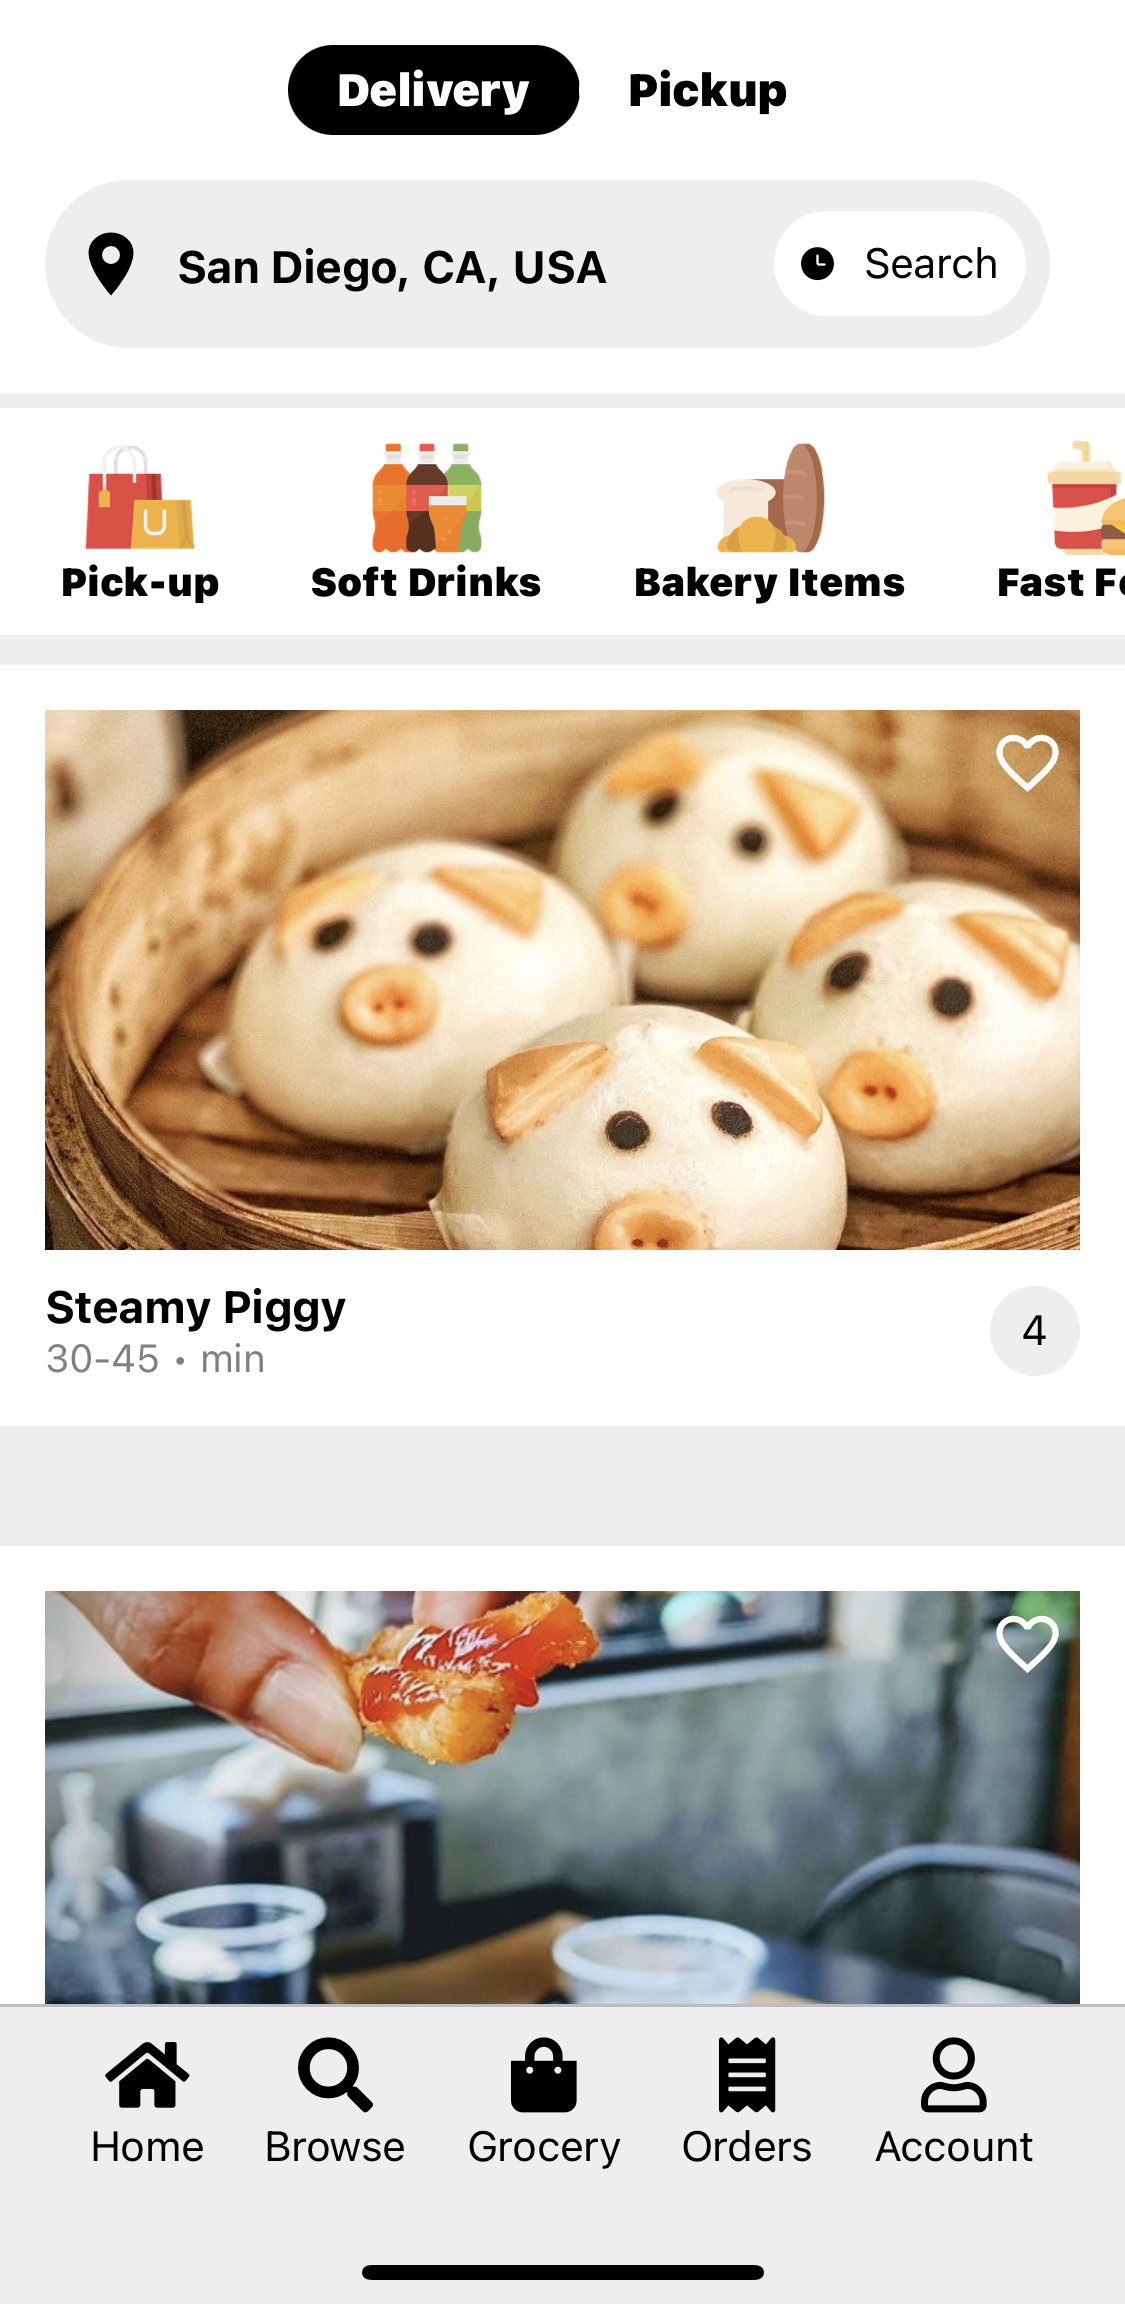 Delivery Pickup
San Diego, CA, USA Search
Pick-up Soft Drinks Bakery Items Fast Fo
Steamy Piggy
30-45 • min
4
Home Browse Grocery Orders Account